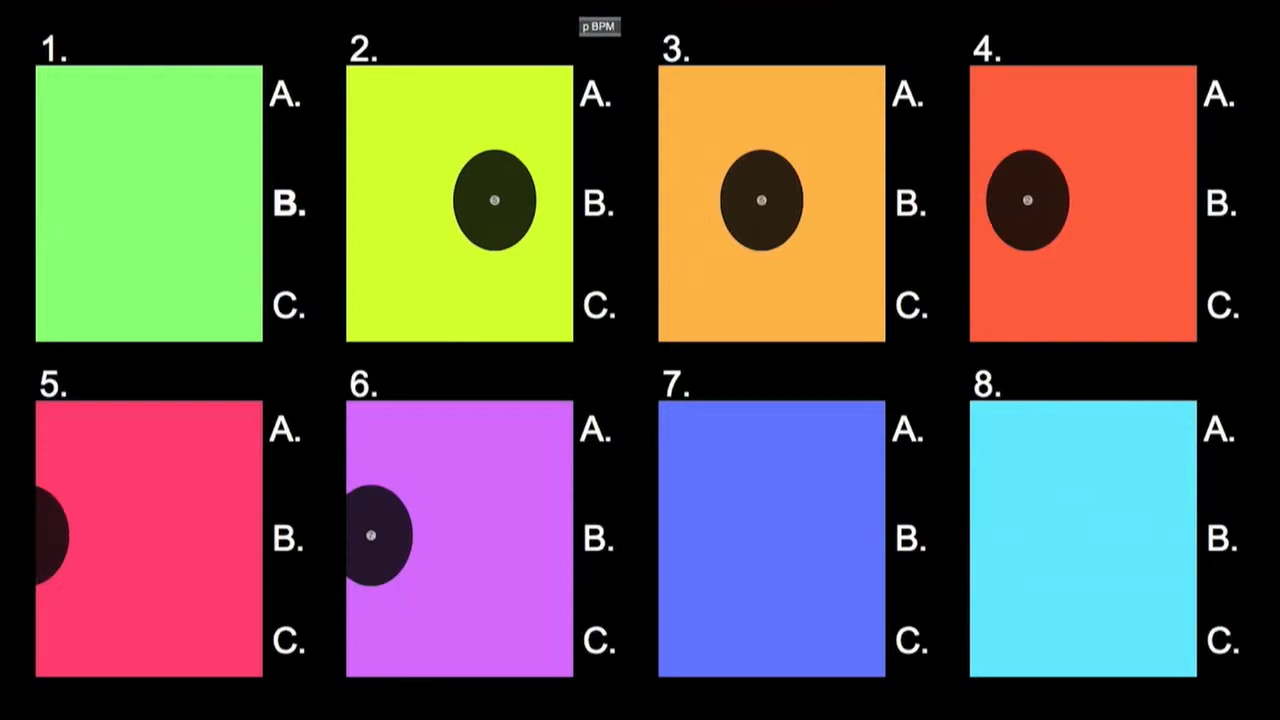 p BPM
1. 2. 3. 4.
A. A. A. A.
B. B. B. B.
C. C. C. C.
5. 6. 7. 8.
A. A. A. A.
B. B. B. B.
C. C. C. C.